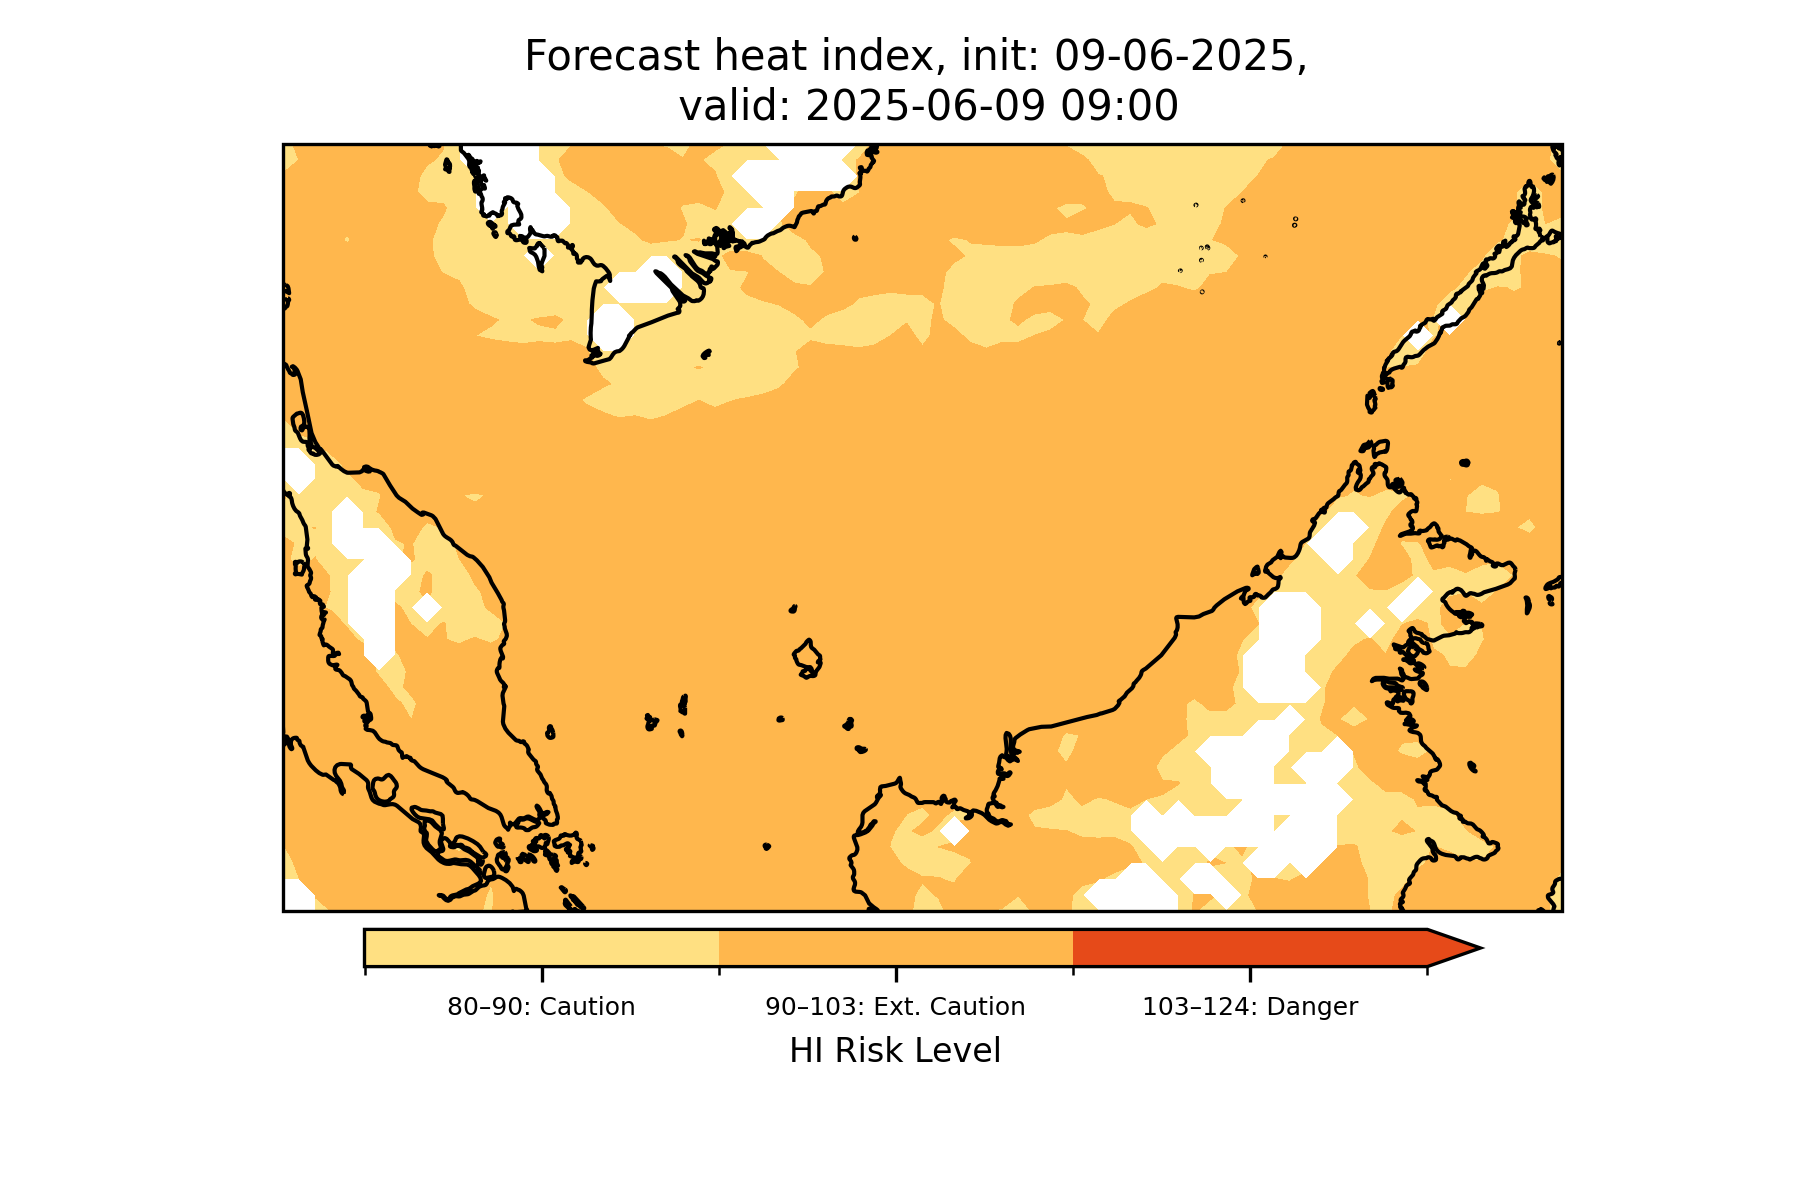 Forecast heat index, init: 09-06-2025,
valid: 2025-06-09 09:00
80–90: Caution
90–103: Ext. Caution
103–124: Danger
HI Risk Level